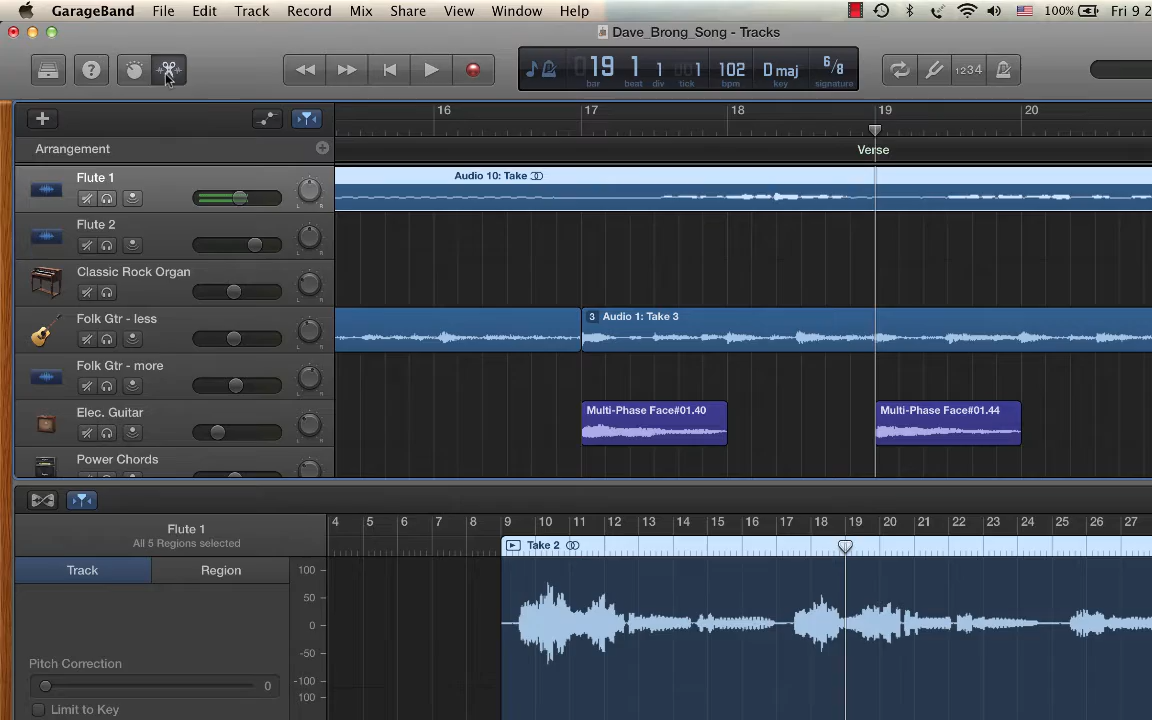 GarageBand File Edit Track Record Mix Share View Window Help 100% Fri 9 2
Dave_Brong_Song - Tracks
19 1 1 1 102 D maj 6/8
bar beat div tick bpm key signature
1234
16 17 18 19 20
Arrangement
Verse
Flute 1
Audio 10: Take
L R
Flute 2
L R
Classic Rock Organ
L R
Folk Gtr - less
3 Audio 1: Take 3
L R
Folk Gtr - more
L R
Elec. Guitar
Multi-Phase Face#01.40
Multi-Phase Face#01.44
L R
Power Chords
4 5 6 7 8 9 10 11 12 13 14 15 16 17 18 19 20 21 22 23 24 25 26 27
Flute 1
All 5 Regions selected
Take 2
Track Region
100
50
0
-50
-100
100
Pitch Correction
0
Limit to Key